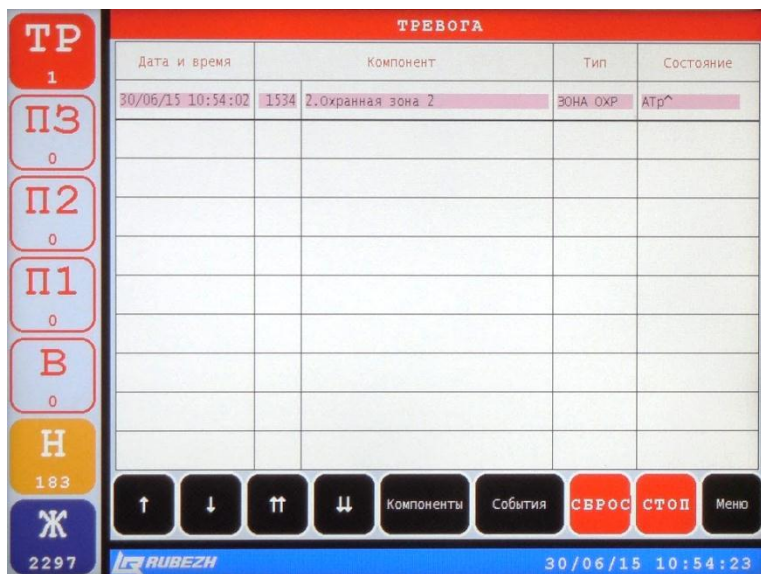 ТРЕВОГА
ТР
1
ПЗ
0
П2
0
П1
0
В
0
Н
183
Ж
2297
Дата и время Компонент Тип Состояние
30/06/15 10:54:02 1534 2.Охранная зона 2 ЗОНА ОХР АТр^
↑ ↓ ⇈ ⇊ Компоненты События СБРОС СТОП Меню
RUBEZH 30/06/15 10:54:23